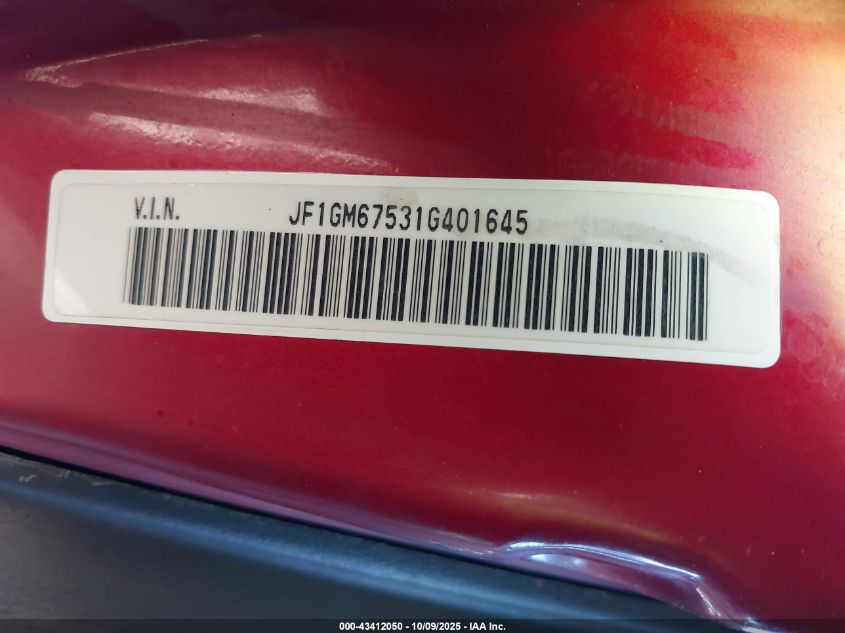 V.I.N. JF1GM67531G401645
000-43412050 - 10/09/2025 - IAA Inc.